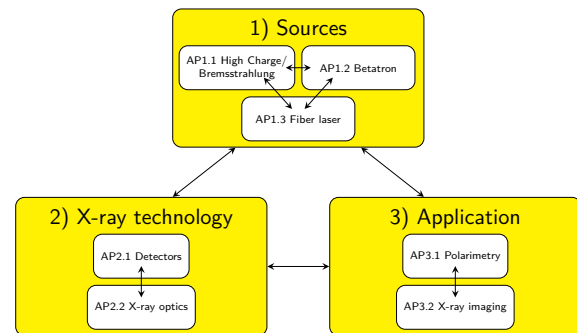 1) Sources
AP1.1 High Charge/
Bremsstrahlung
AP1.2 Betatron
AP1.3 Fiber laser
2) X-ray technology
AP2.1 Detectors
AP2.2 X-ray optics
3) Application
AP3.1 Polarimetry
AP3.2 X-ray imaging